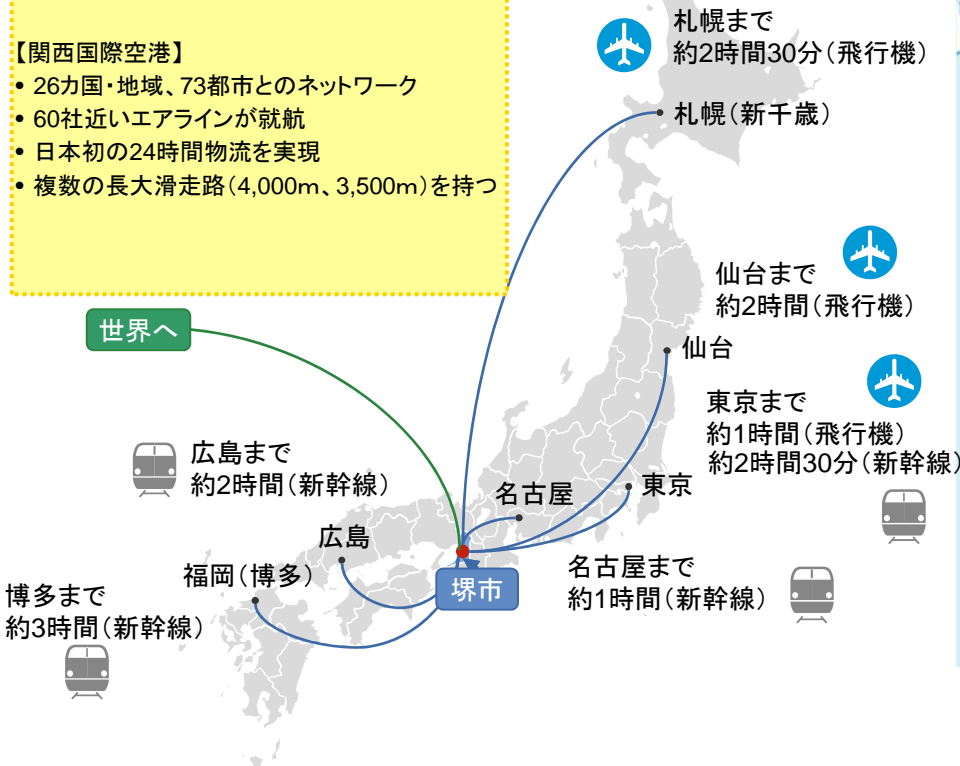 【関西国際空港】
• 26カ国・地域、73都市とのネットワーク
• 60社近いエアラインが就航
• 日本初の24時間物流を実現
• 複数の長大滑走路（4,000m、3,500m）を持つ
札幌まで
約2時間30分（飛行機）
札幌（新千歳）
仙台まで
約2時間（飛行機）
世界へ
仙台
東京まで
約1時間（飛行機）
約2時間30分（新幹線）
広島まで
約2時間（新幹線）
名古屋
東京
広島
福岡（博多）
堺市
名古屋まで
約1時間（新幹線）
博多まで
約3時間（新幹線）